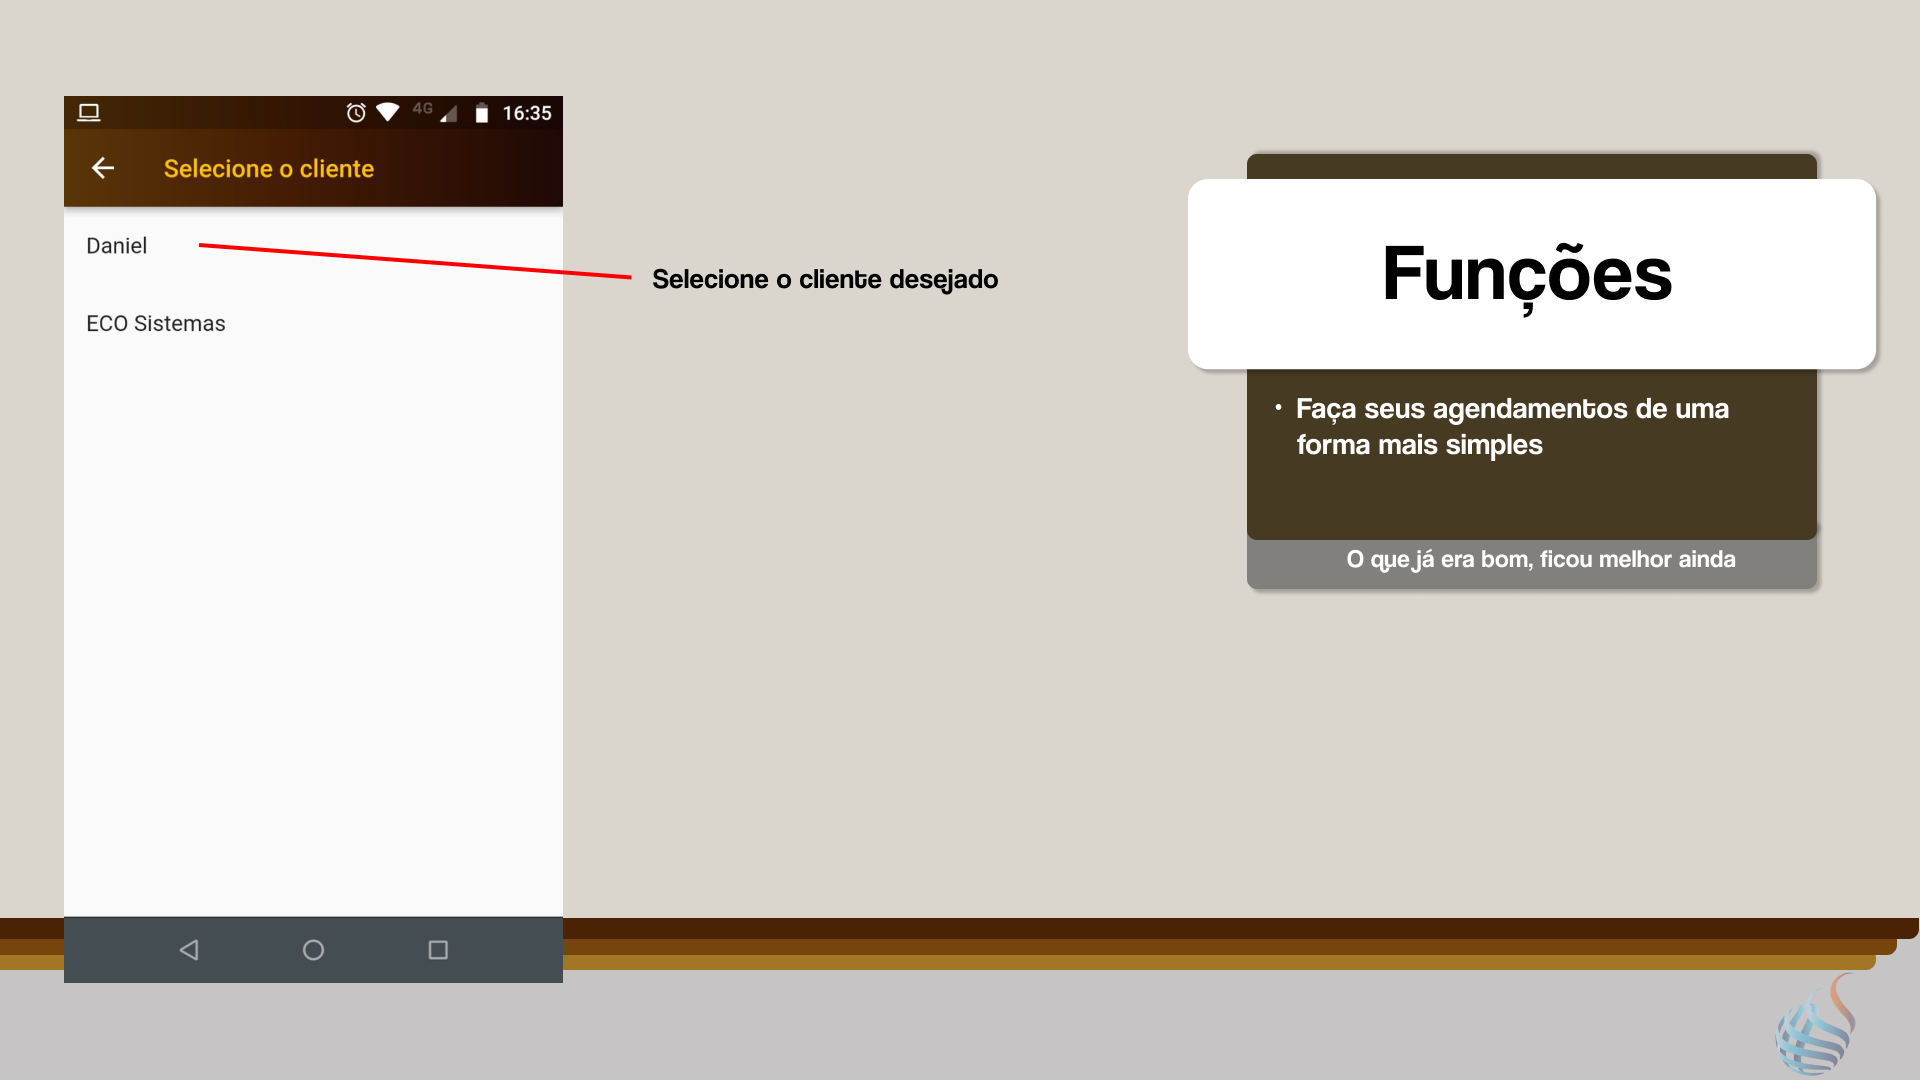 4G 16:35
Selecione o cliente
Daniel
ECO Sistemas
Selecione o cliente desejado
Funções
• Faça seus agendamentos de uma
forma mais simples
O que já era bom, ficou melhor ainda